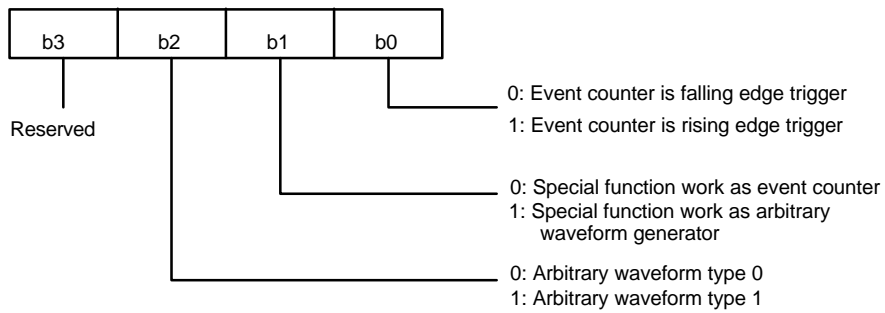 b3 b2 b1 b0
Reserved
0: Event counter is falling edge trigger
1: Event counter is rising edge trigger
0: Special function work as event counter
1: Special function work as arbitrary
waveform generator
0: Arbitrary waveform type 0
1: Arbitrary waveform type 1